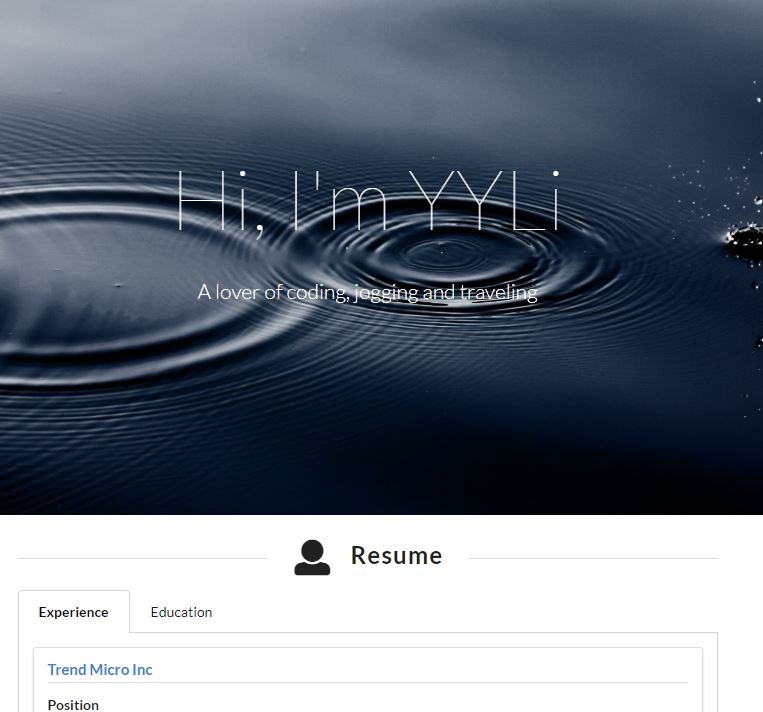 Hi, I'm YYLi
A lover of coding, jogging and traveling
Resume
Experience Education
Trend Micro Inc
Position